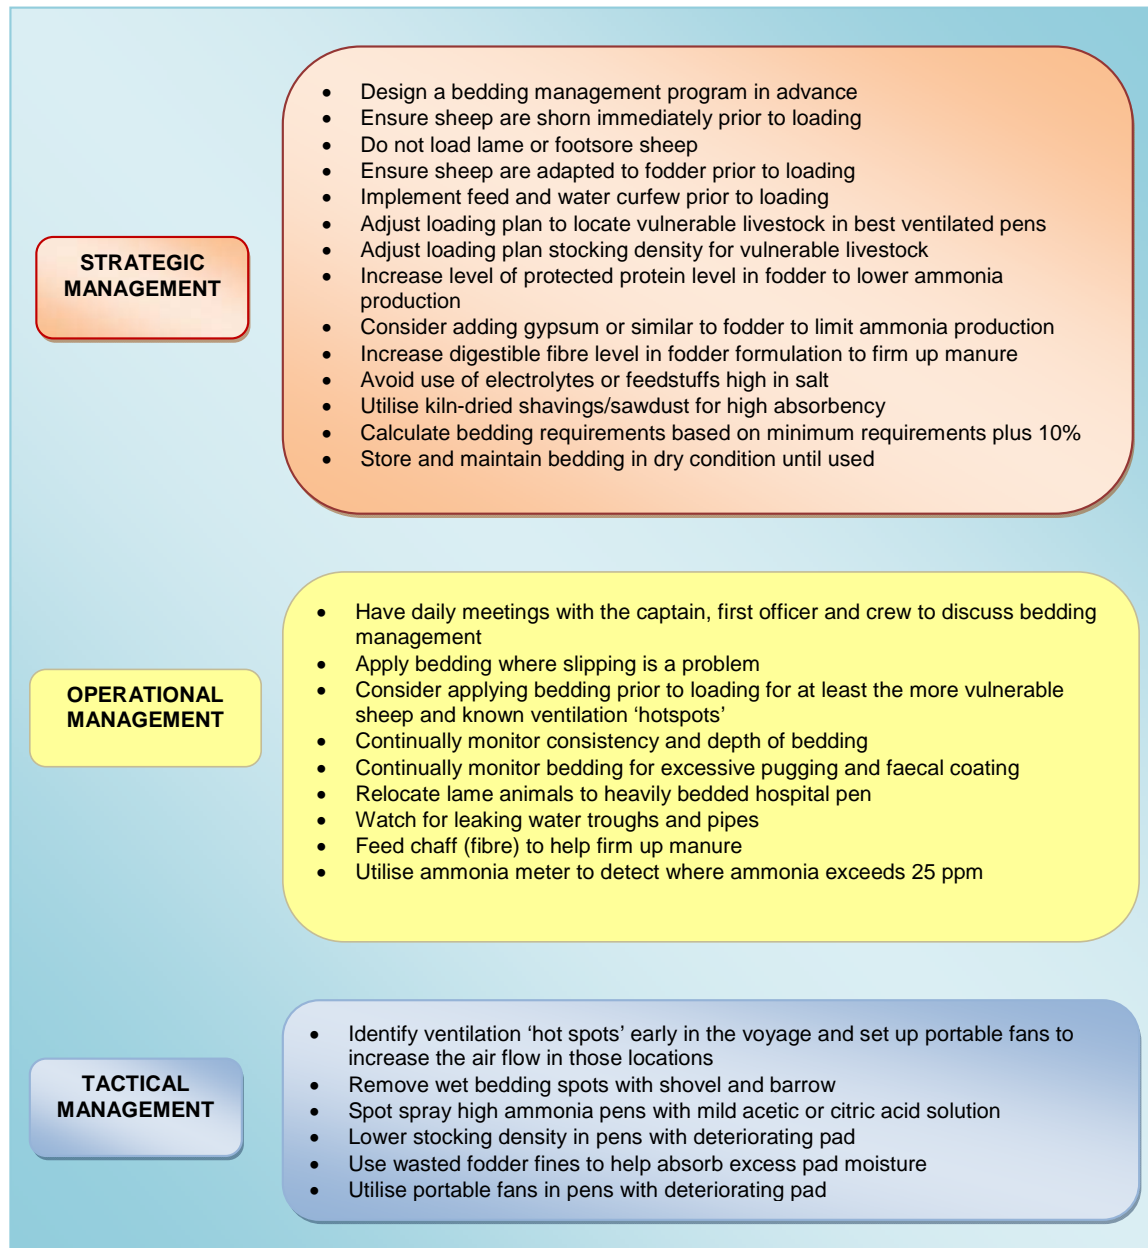 STRATEGIC
MANAGEMENT
• Design a bedding management program in advance
• Ensure sheep are shorn immediately prior to loading
• Do not load lame or footsore sheep
• Ensure sheep are adapted to fodder prior to loading
• Implement feed and water curfew prior to loading
• Adjust loading plan to locate vulnerable livestock in best ventilated pens
• Adjust loading plan stocking density for vulnerable livestock
• Increase level of protected protein level in fodder to lower ammonia
production
• Consider adding gypsum or similar to fodder to limit ammonia production
• Increase digestible fibre level in fodder formulation to firm up manure
• Avoid use of electrolytes or feedstuffs high in salt
• Utilise kiln-dried shavings/sawdust for high absorbency
• Calculate bedding requirements based on minimum requirements plus 10%
• Store and maintain bedding in dry condition until used
OPERATIONAL
MANAGEMENT
• Have daily meetings with the captain, first officer and crew to discuss bedding
management
• Apply bedding where slipping is a problem
• Consider applying bedding prior to loading for at least the more vulnerable
sheep and known ventilation ‘hotspots’
• Continually monitor consistency and depth of bedding
• Continually monitor bedding for excessive pugging and faecal coating
• Relocate lame animals to heavily bedded hospital pen
• Watch for leaking water troughs and pipes
• Feed chaff (fibre) to help firm up manure
• Utilise ammonia meter to detect where ammonia exceeds 25 ppm
TACTICAL
MANAGEMENT
• Identify ventilation ‘hot spots’ early in the voyage and set up portable fans to
increase the air flow in those locations
• Remove wet bedding spots with shovel and barrow
• Spot spray high ammonia pens with mild acetic or citric acid solution
• Lower stocking density in pens with deteriorating pad
• Use wasted fodder fines to help absorb excess pad moisture
• Utilise portable fans in pens with deteriorating pad